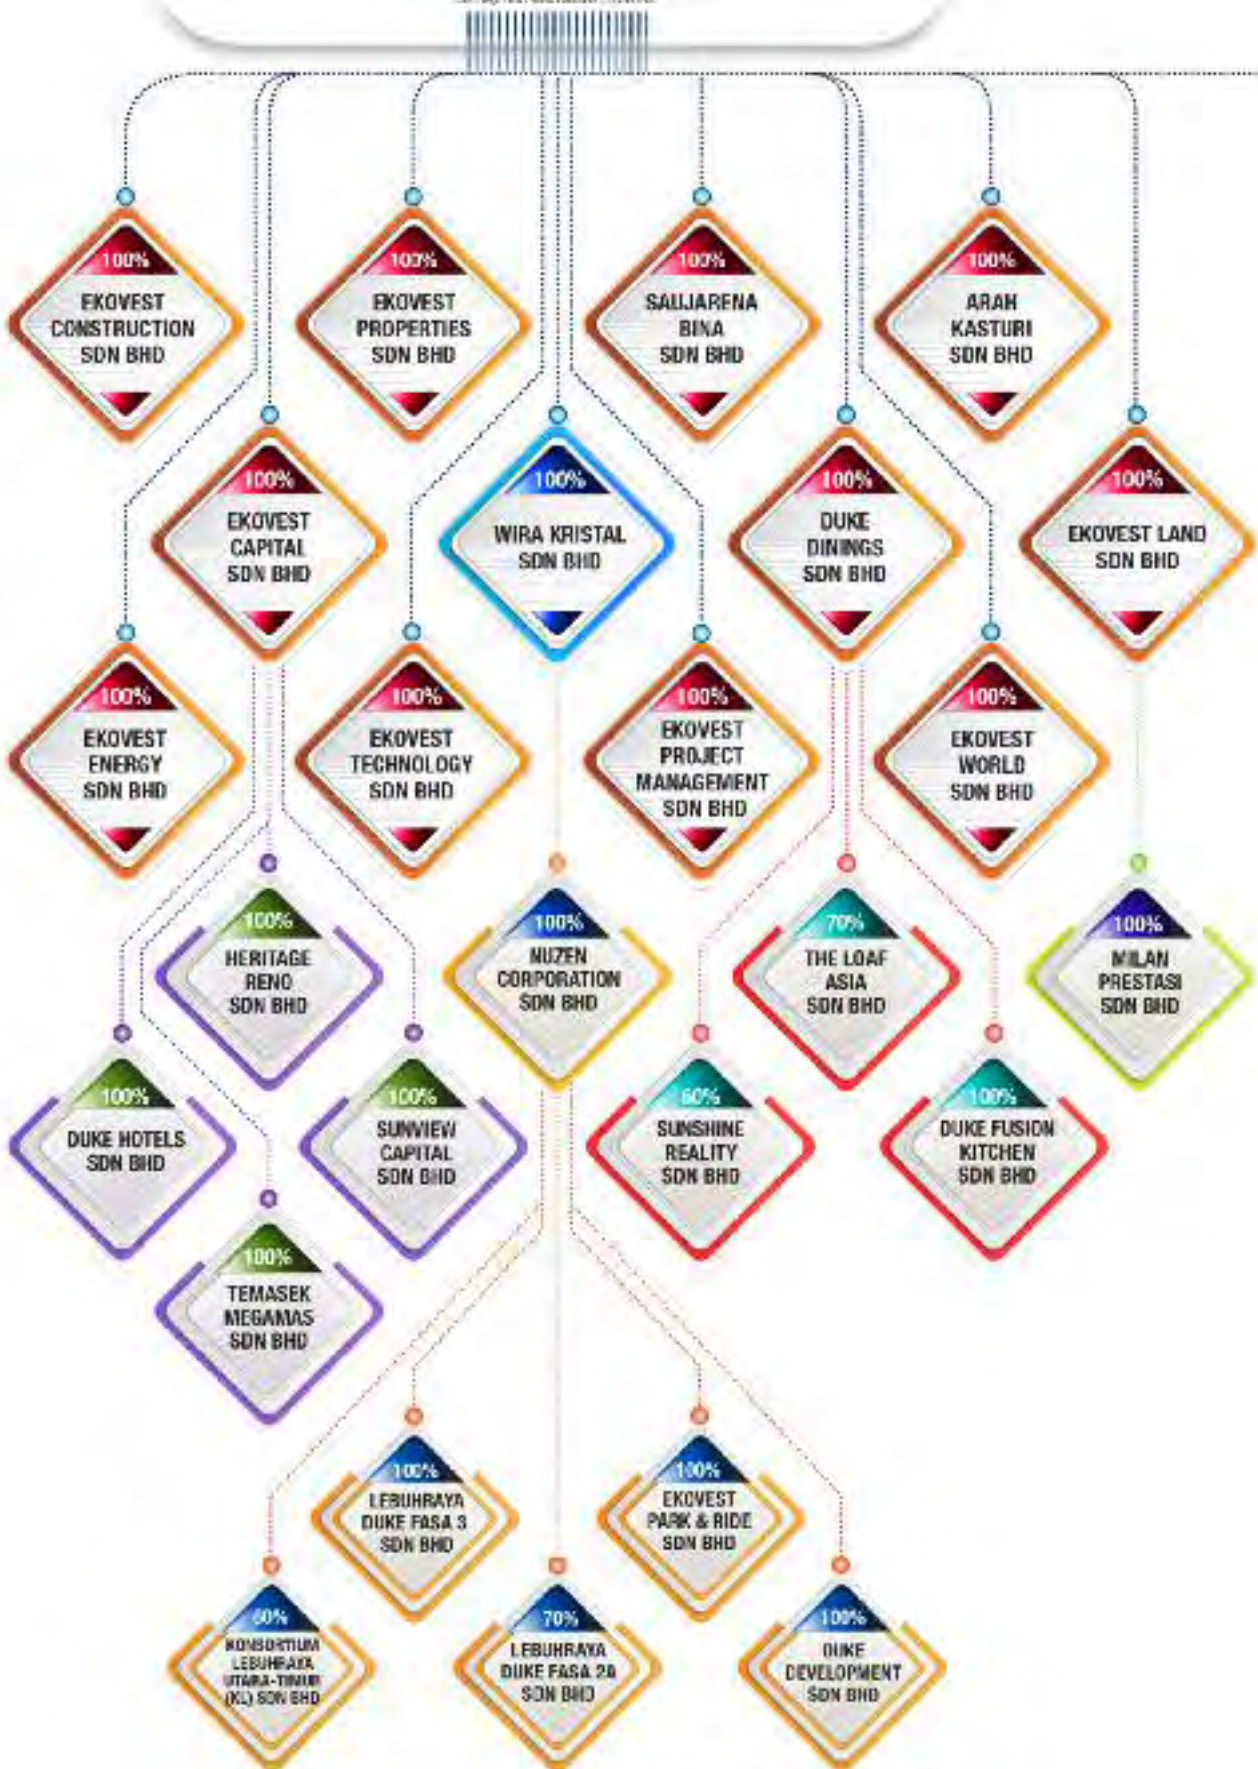 100%
EKOVEST
CONSTRUCTION
SDN BHD
100%
EKOVEST
PROPERTIES
SDN BHD
100%
SAUJARENA
BINA
SDN BHD
100%
ARAH
KASTURI
SDN BHD
100%
EKOVEST
CAPITAL
SDN BHD
100%
WIRA KRISTAL
SDN BHD
100%
DUKE
DININGS
SDN BHD
100%
EKOVEST LAND
SDN BHD
100%
EKOVEST
ENERGY
SDN BHD
100%
EKOVEST
TECHNOLOGY
SDN BHD
100%
EKOVEST
PROJECT
MANAGEMENT
SDN BHD
100%
EKOVEST
WORLD
SDN BHD
100%
HERITAGE
RENO
SDN BHD
100%
NUZEN
CORPORATION
SDN BHD
70%
THE LOAF
ASIA
SDN BHD
100%
MILAN
PRESTASI
SDN BHD
100%
DUKE HOTELS
SDN BHD
100%
SUNVIEW
CAPITAL
SDN BHD
60%
SUNSHINE
REALITY
SDN BHD
100%
DUKE FUSION
KITCHEN
SDN BHD
100%
TEMASEK
MEGAMAS
SDN BHD
100%
LEBUHRAYA
DUKE FASA 3
SDN BHD
100%
EKOVEST
PARK & RIDE
SDN BHD
60%
KONSORTIUM
LEBUHRAYA
UTARA-TIMUR
(KL) SDN BHD
70%
LEBUHRAYA
DUKE FASA 2A
SDN BHD
100%
DUKE
DEVELOPMENT
SDN BHD